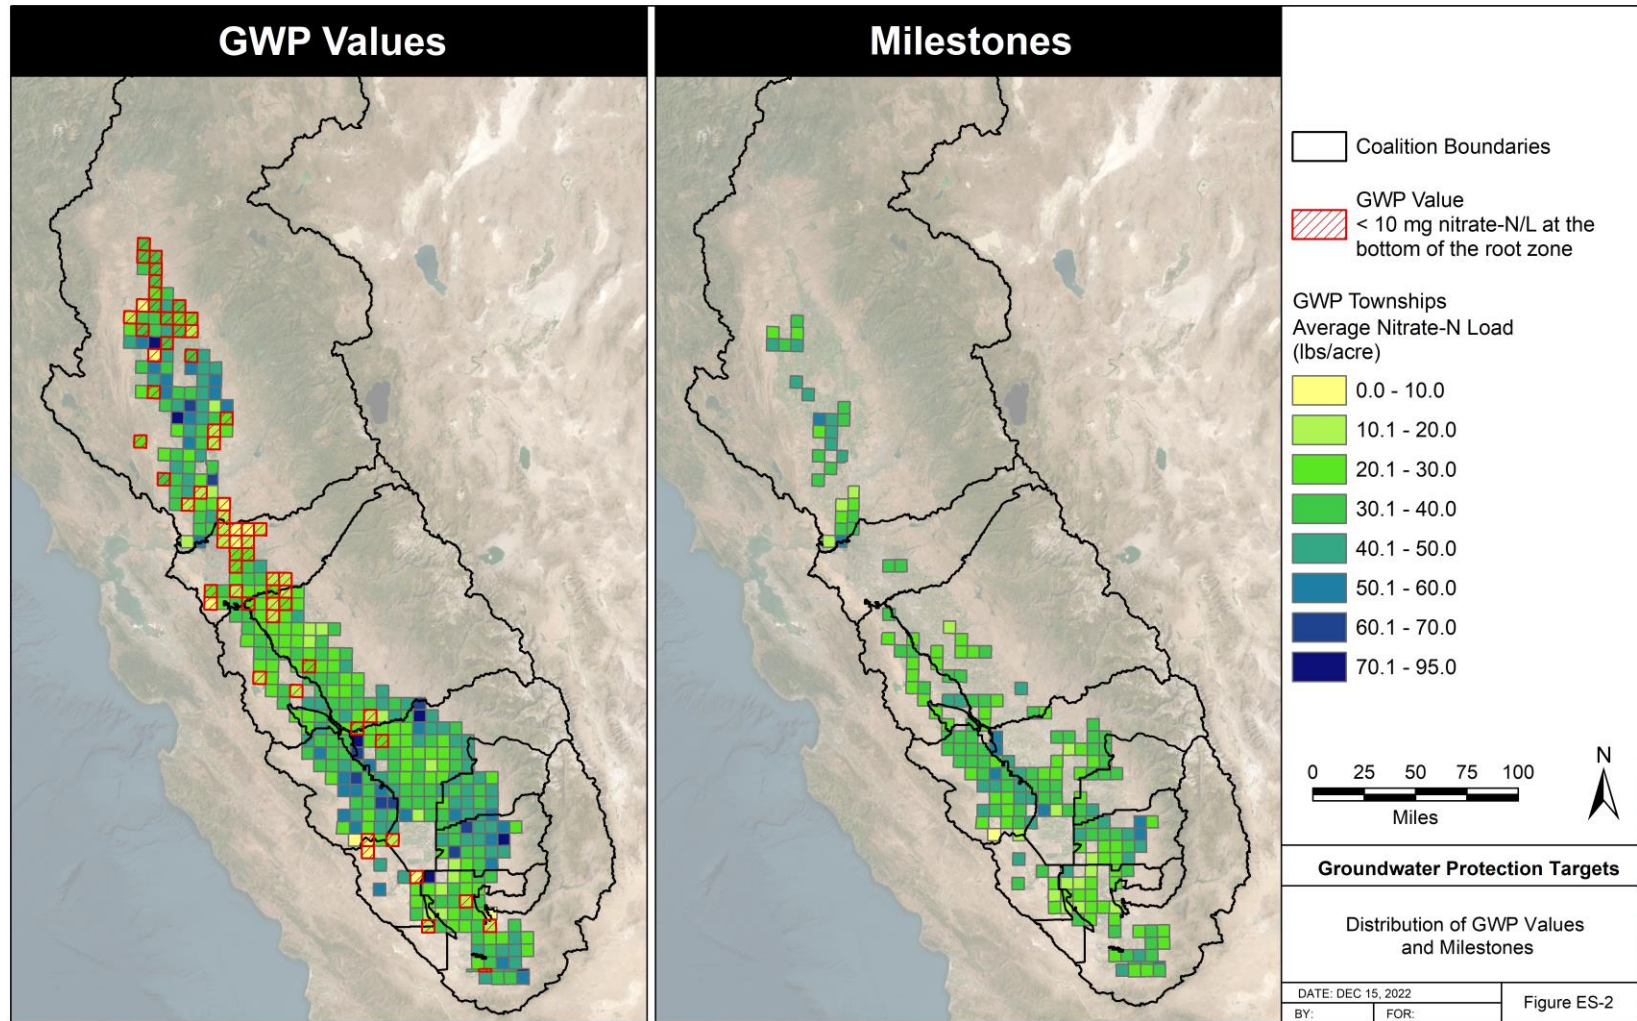 GWP Values
Milestones
Coalition Boundaries
GWP Value
< 10 mg nitrate-N/L at the
bottom of the root zone
GWP Townships
Average Nitrate-N Load
(lbs/acre)
0.0 - 10.0
10.1 - 20.0
20.1 - 30.0
30.1 - 40.0
40.1 - 50.0
50.1 - 60.0
60.1 - 70.0
70.1 - 95.0
N
0 25 50 75 100
Miles
Groundwater Protection Targets
Distribution of GWP Values
and Milestones
DATE: DEC 15, 2022
BY: FOR:
Figure ES-2